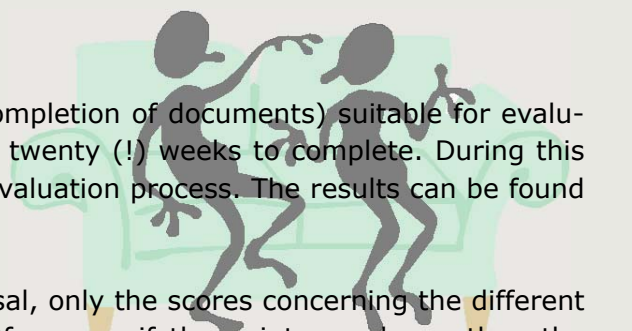 ompletion of documents) suitable for evalu-
twenty (!) weeks to complete. During this
valuation process. The results can be found
sal, only the scores concerning the different